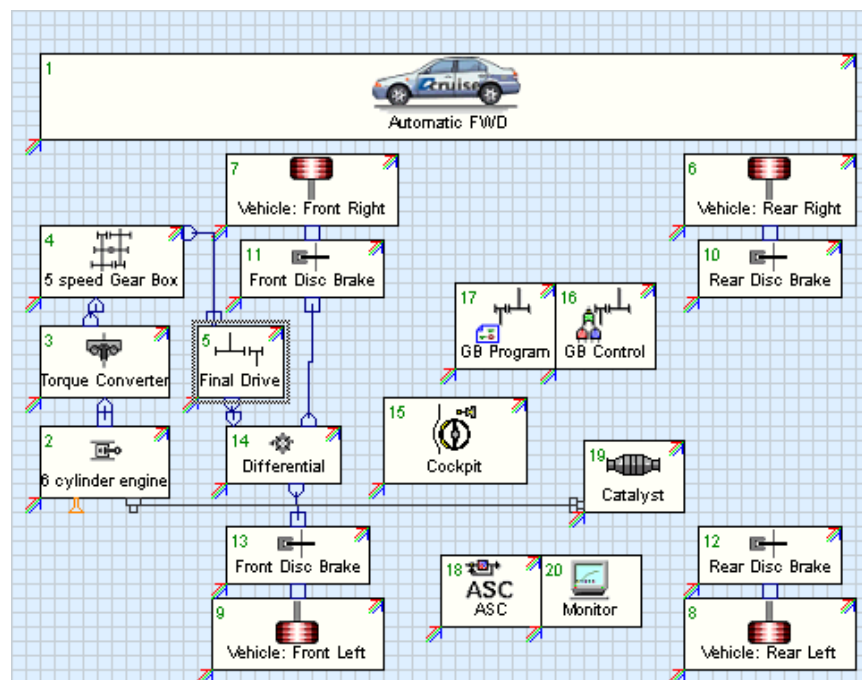 1
cruise
Automatic FWD
7
Vehicle: Front Right
6
Vehicle: Rear Right
4
5 speed Gear Box
11
Front Disc Brake
10
Rear Disc Brake
17
GB Program
16
GB Control
3
Torque Converter
5
Final Drive
15
Cockpit
2
6 cylinder engine
14
Differential
19
Catalyst
13
Front Disc Brake
12
Rear Disc Brake
18
ASC
ASC
20
Monitor
9
Vehicle: Front Left
8
Vehicle: Rear Left